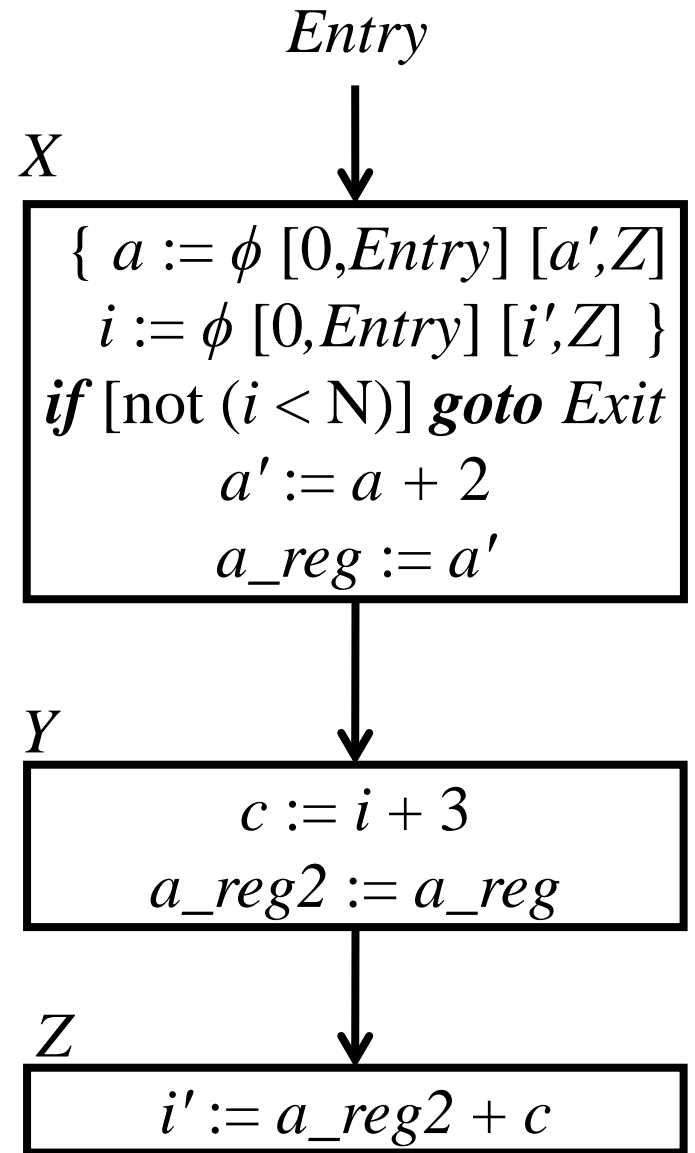 Entry
X
{ a := ϕ [0,Entry] [a′,Z]
i := ϕ [0,Entry] [i′,Z] }
if [not (i < N)] goto Exit
a′ := a + 2
a_reg := a′
Y
c := i + 3
a_reg2 := a_reg
Z
i′ := a_reg2 + c